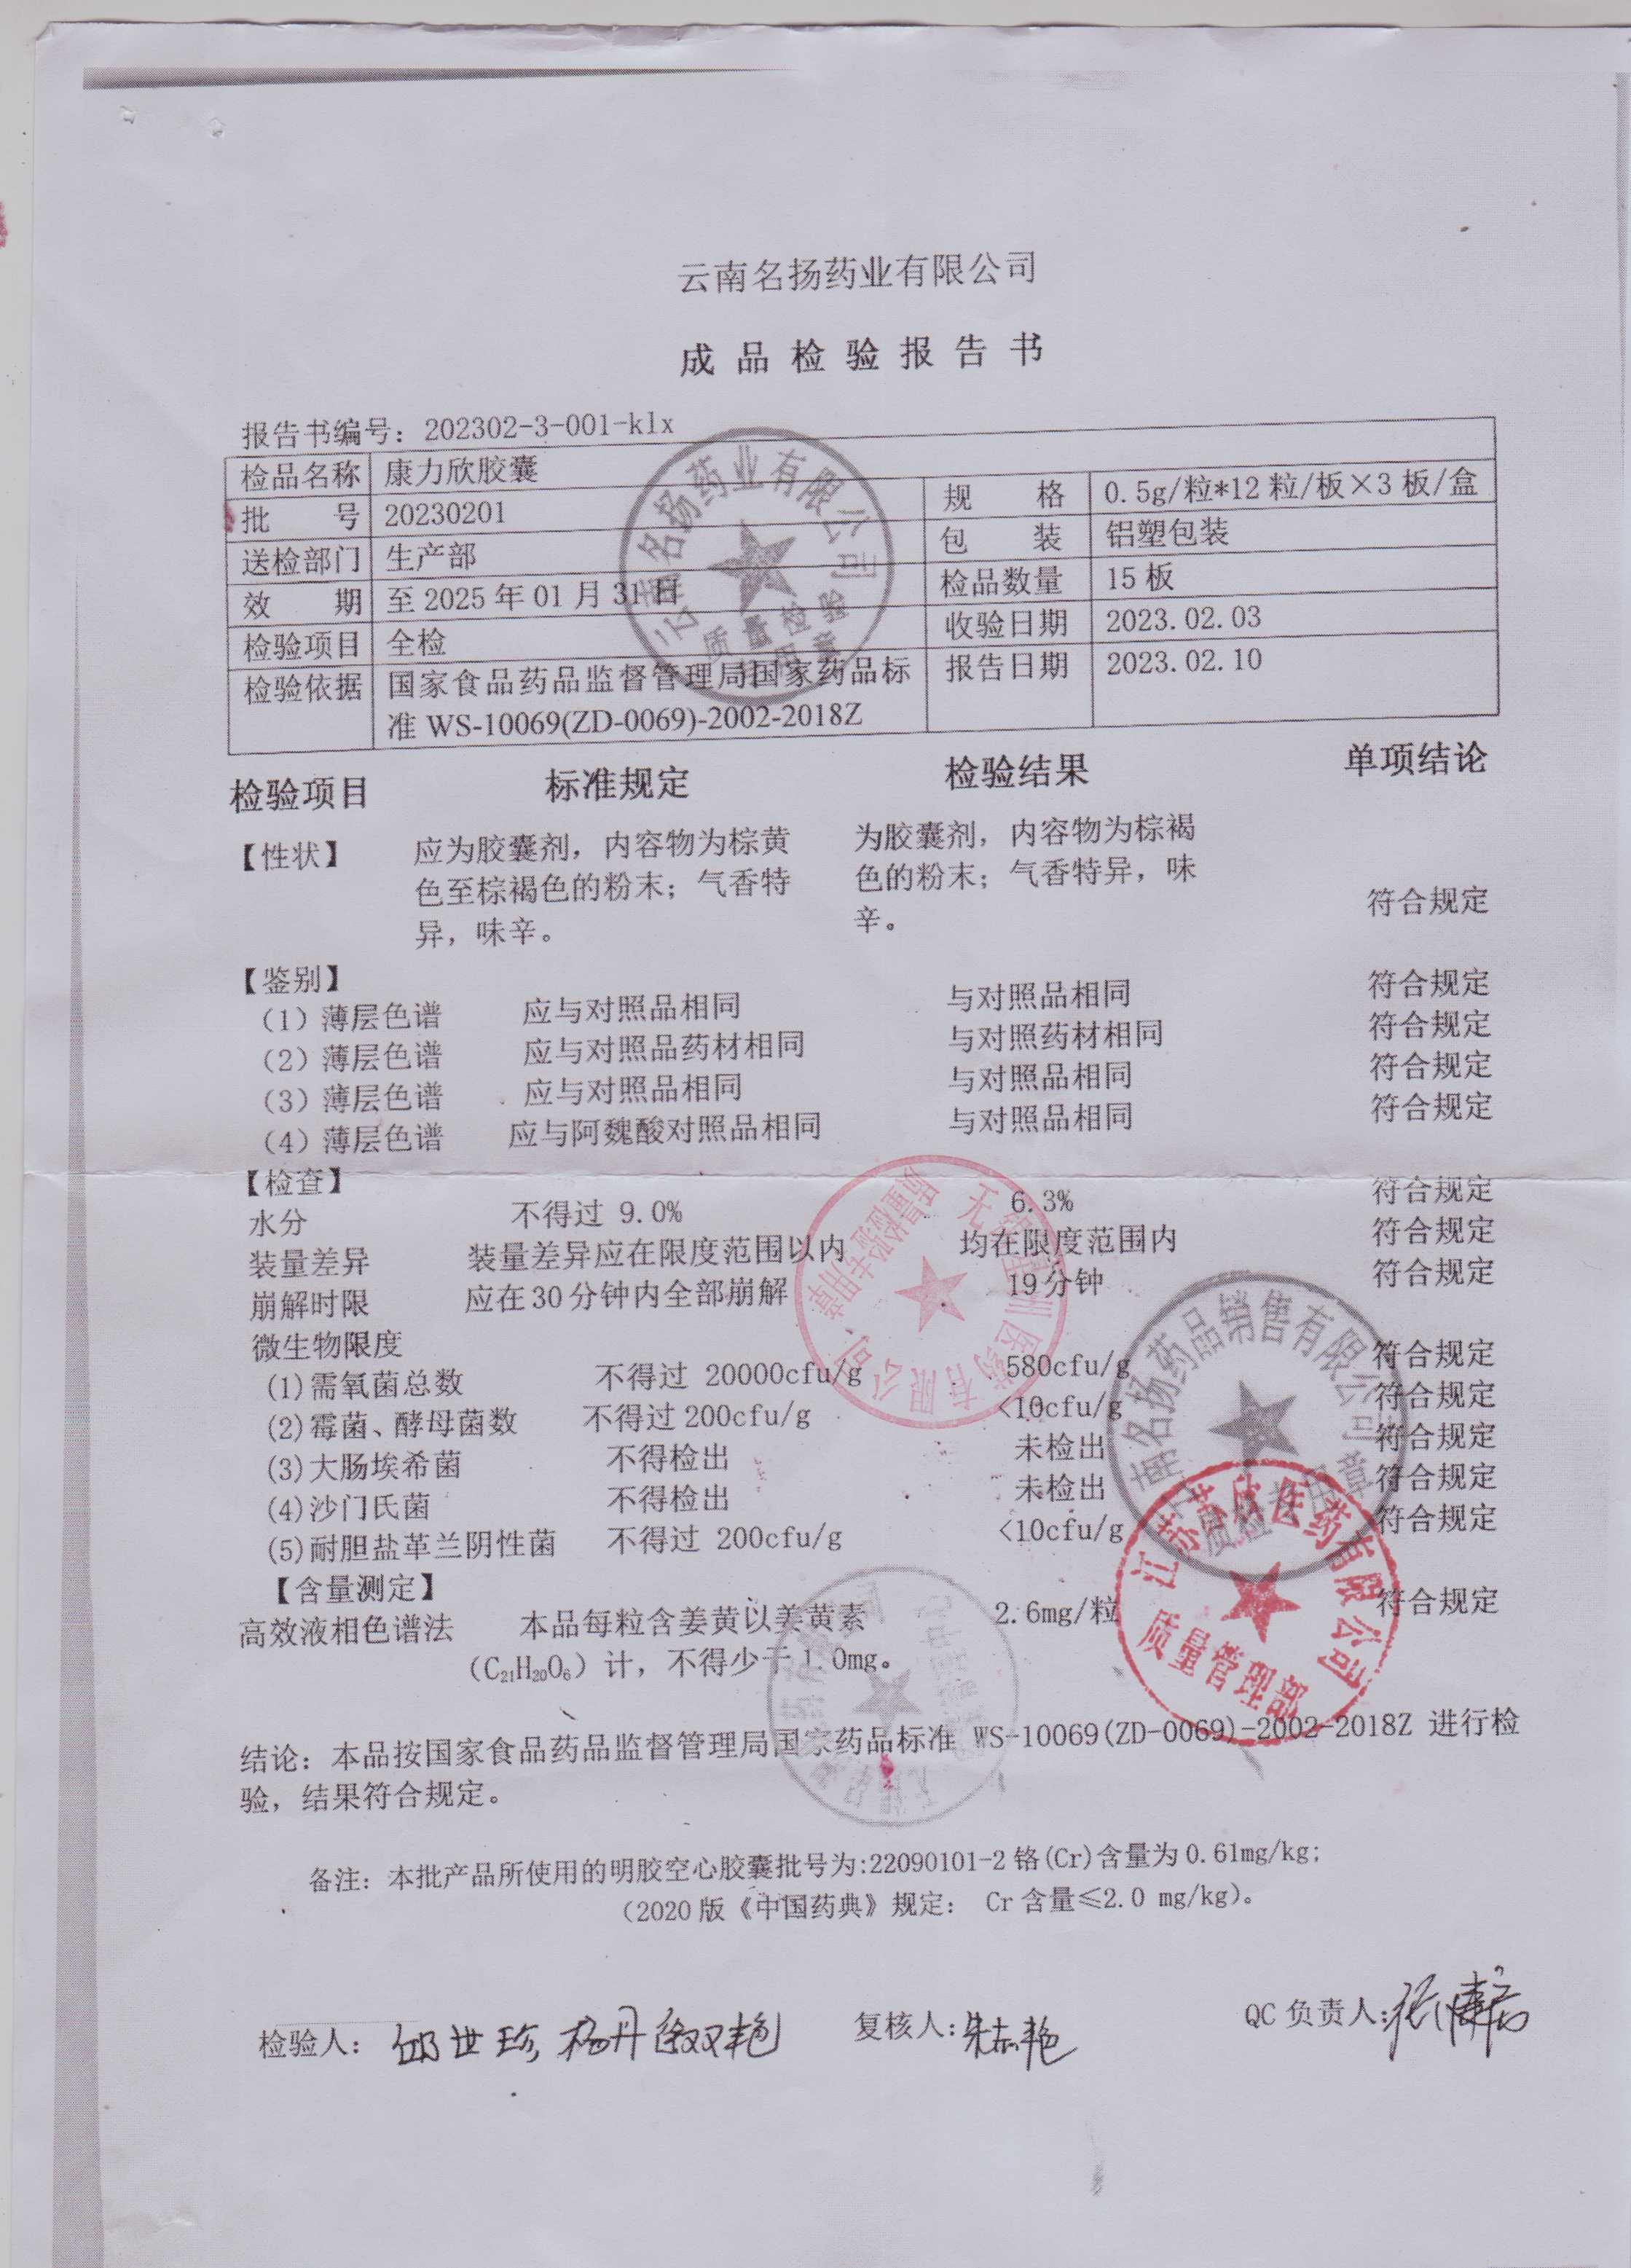 云南名扬药业有限公司
成品检验报告书
报告书编号：202302-3-001-klx
检品名称 康力欣胶囊
批 号 20230201 规 格 0.5g/粒*12粒/板×3板/盒
送检部门 生产部 包 装 铝塑包装
效 期 至2025年01月31日 检品数量 15板
检验项目 全检 收验日期 2023.02.03
检验依据 国家食品药品监督管理局国家药品标 报告日期 2023.02.10
准 WS-10069(ZD-0069)-2002-2018Z
检验项目 标准规定 检验结果 单项结论
【性状】 应为胶囊剂，内容物为棕黄 为胶囊剂，内容物为棕褐
色至棕褐色的粉末；气香特 色的粉末；气香特异，味
异，味辛。 辛。 符合规定
【鉴别】
（1）薄层色谱 应与对照品相同 与对照品相同 符合规定
（2）薄层色谱 应与对照品药材相同 与对照药材相同 符合规定
（3）薄层色谱 应与对照品相同 与对照品相同 符合规定
（4）薄层色谱 应与阿魏酸对照品相同 与对照品相同 符合规定
【检查】
水分 不得过 9.0% 6.3% 符合规定
装量差异 装量差异应在限度范围以内 均在限度范围内 符合规定
崩解时限 应在30分钟内全部崩解 19分钟 符合规定
微生物限度
(1)需氧菌总数 不得过 20000cfu/g 580cfu/g 符合规定
(2)霉菌、酵母菌数 不得过200cfu/g <10cfu/g 符合规定
(3)大肠埃希菌 不得检出 未检出 符合规定
(4)沙门氏菌 不得检出 未检出 符合规定
(5)耐胆盐革兰阴性菌 不得过 200cfu/g <10cfu/g 符合规定
【含量测定】
高效液相色谱法 本品每粒含姜黄以姜黄素 2.6mg/粒 符合规定
（C₂₁H₂₀O₆）计，不得少于1.0mg。
结论：本品按国家食品药品监督管理局国家药品标准 WS-10069(ZD-0069)-2002-2018Z 进行检
验，结果符合规定。
备注：本批产品所使用的明胶空心胶囊批号为:22090101-2铬(Cr)含量为0.61mg/kg;
（2020版《中国药典》规定： Cr含量≤2.0 mg/kg）。
检验人： 复核人： QC负责人：
云南名扬药业有限公司
质量检验
有限公司
质量检验专用章
云南名扬药品销售有限公司
医药有限公司
质量管理部